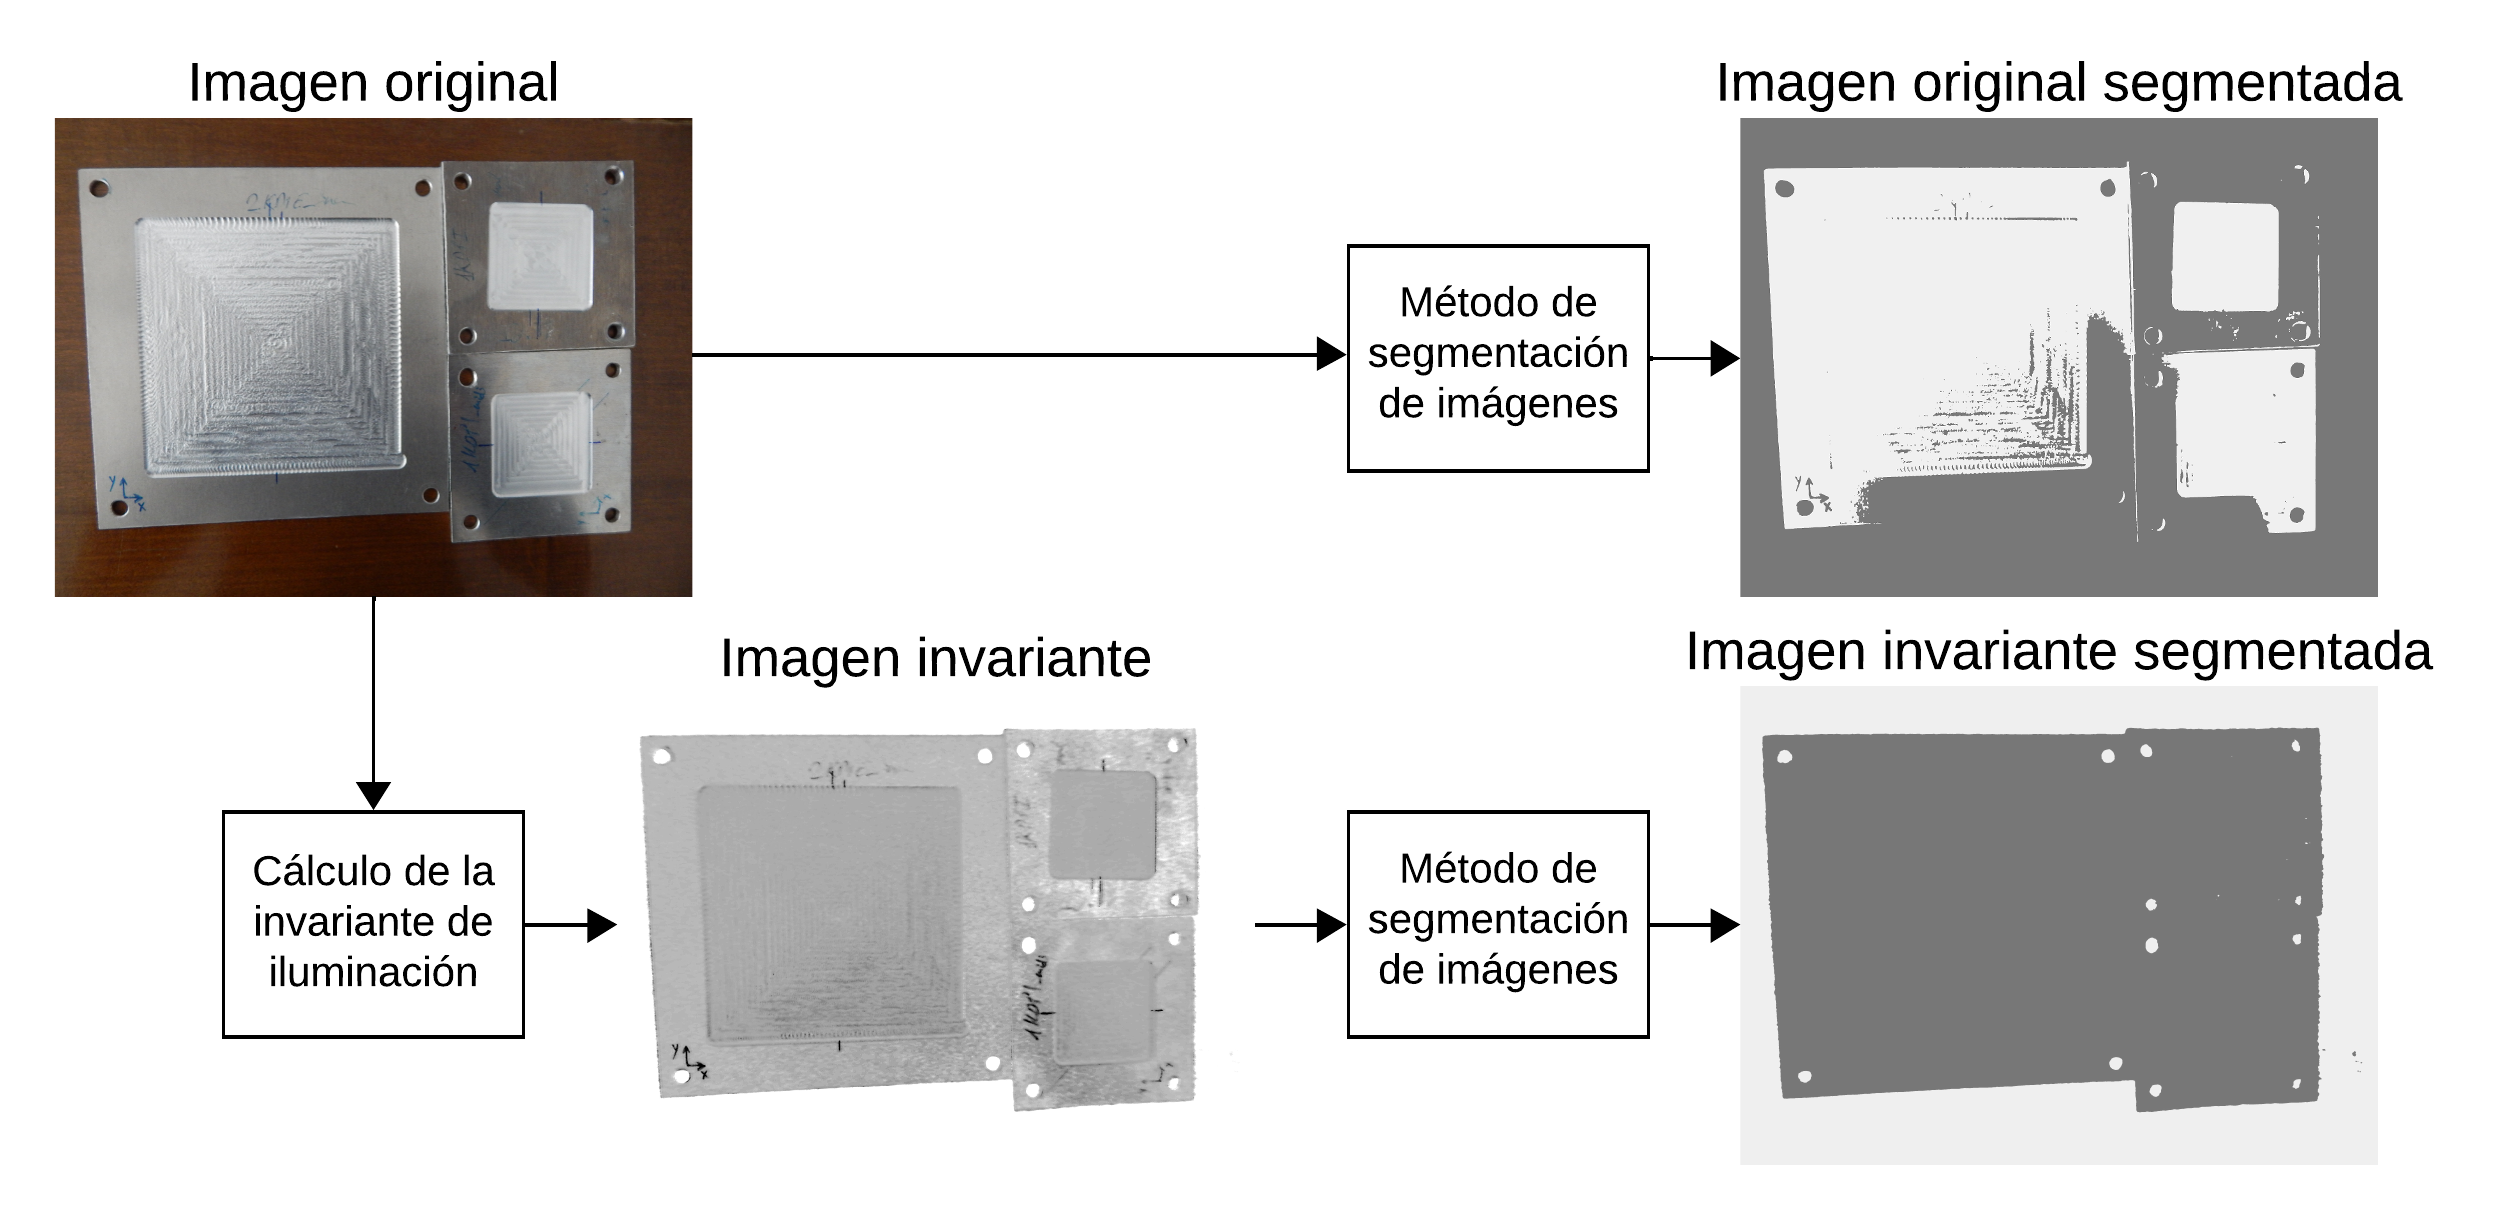 Imagen original
Imagen original segmentada
Método de
segmentación
de imágenes
y
x
Imagen invariante
Imagen invariante segmentada
Cálculo de la
invariante de
iluminación
y
x
Método de
segmentación
de imágenes